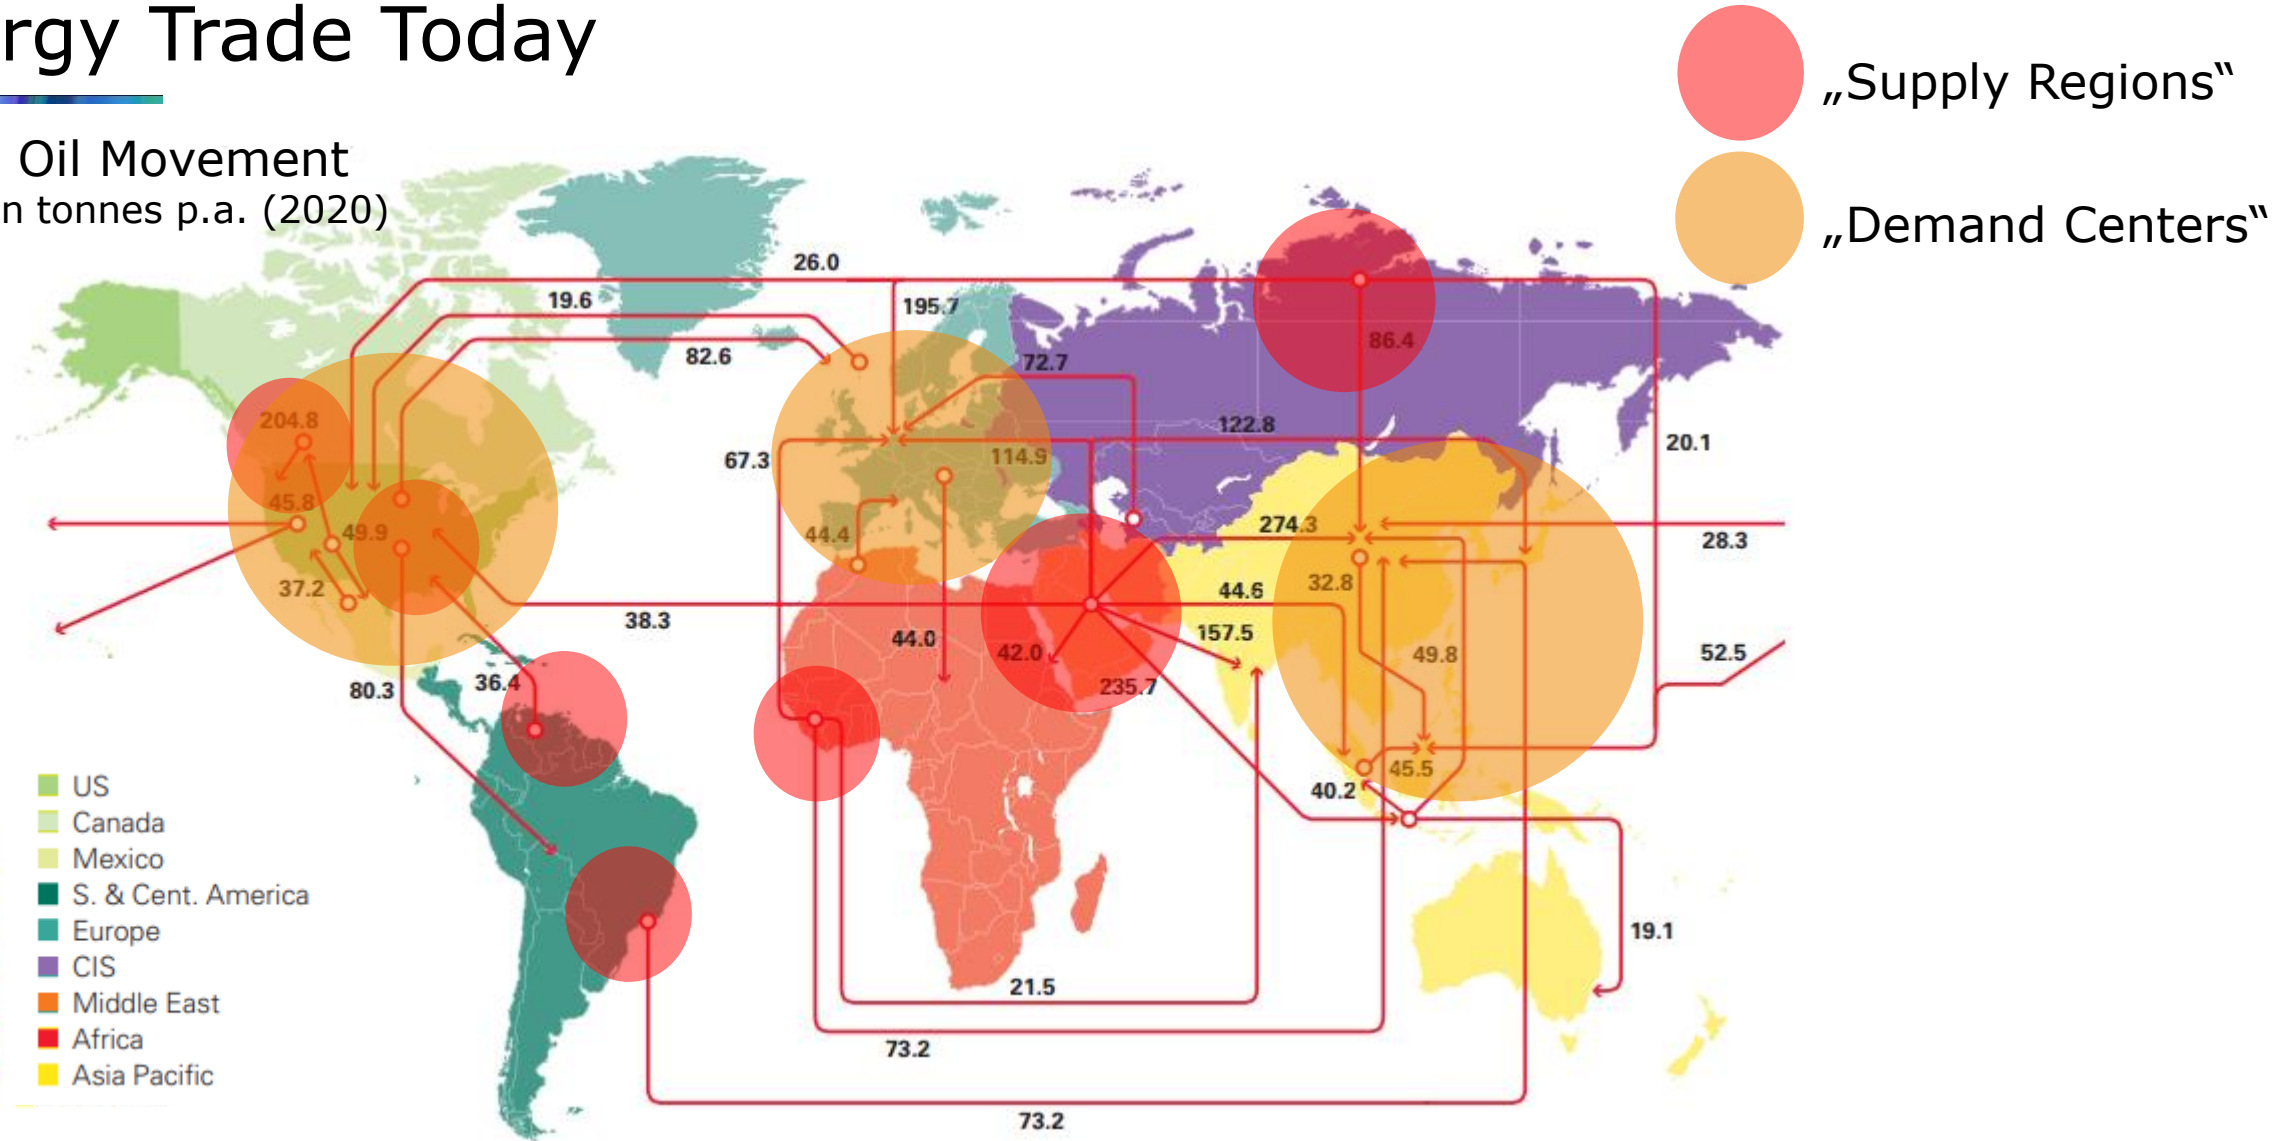 rgy Trade Today
Oil Movement
n tonnes p.a. (2020)
„Supply Regions“
„Demand Centers“
26.0
19.6
195.7
82.6
86.4
72.7
204.8
122.8
67.3
114.9
20.1
45.8
49.9
44.4
274.3
28.3
37.2
32.8
44.6
38.3
44.0
42.0
157.5
49.8
52.5
80.3
36.4
235.7
40.2
45.5
19.1
21.5
73.2
73.2
US
Canada
Mexico
S. & Cent. America
Europe
CIS
Middle East
Africa
Asia Pacific